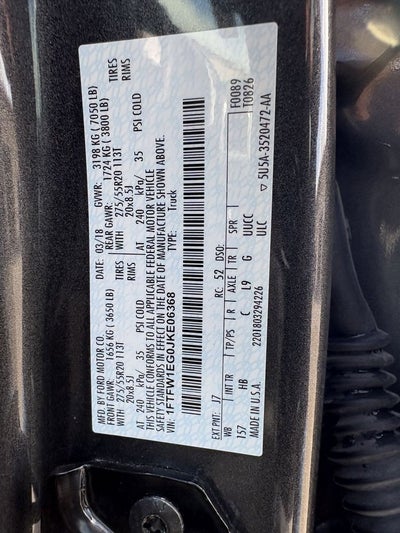 MFD. BY FORD MOTOR CO.
DATE: 03/18 GVWR: 3198 KG ( 7050 LB)
FRONT GAWR: 1656 KG ( 3650 LB) REAR GAWR: 1724 KG ( 3800 LB)
WITH 275/55R20 113T TIRES WITH 275/55R20 113T TIRES
20x8.5J RIMS 20x8.5J RIMS
AT 240 kPa/ 35 PSI COLD AT 240 kPa/ 35 PSI COLD
THIS VEHICLE CONFORMS TO ALL APPLICABLE FEDERAL MOTOR VEHICLE
SAFETY STANDARDS IN EFFECT ON THE DATE OF MANUFACTURE SHOWN ABOVE.
VIN: 1FTFW1EG0JKE06368 TYPE: Truck
F0089
T0826
EXT PNT: J7 RC: 52 DSO:
WB INT TR TP/PS R AXLE TR SPR
157 HB C L9 G UUCC
2201803294226 ULC
MADE IN U.S.A. ▽ 5U5A-3520472-AA